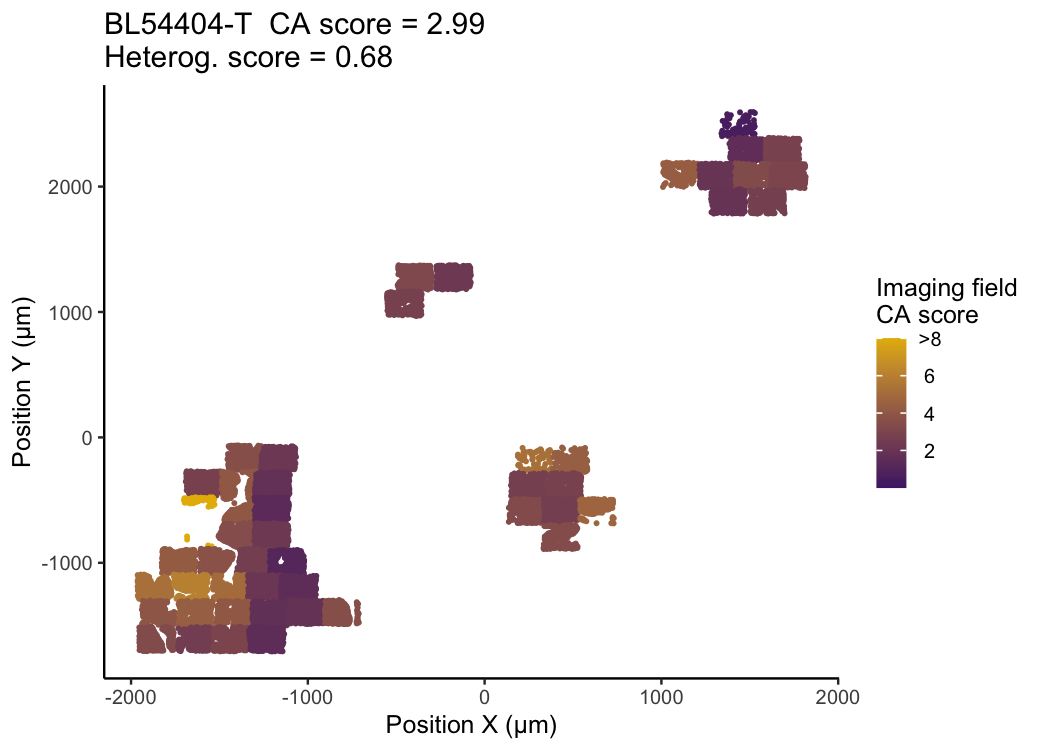 BL54404-T  CA score = 2.99
Heterog. score = 0.68
Position Y (µm)
2000
1000
0
-1000
-2000
-1000
0
1000
2000
Position X (µm)
Imaging field
CA score
>8
6
4
2